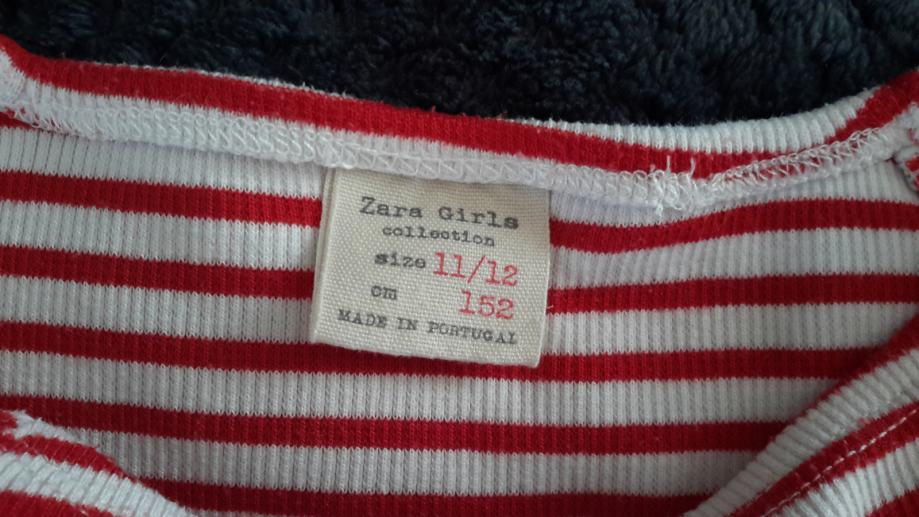 Zara Girls
collection
size 11/12
cm 152
MADE IN PORTUGAL